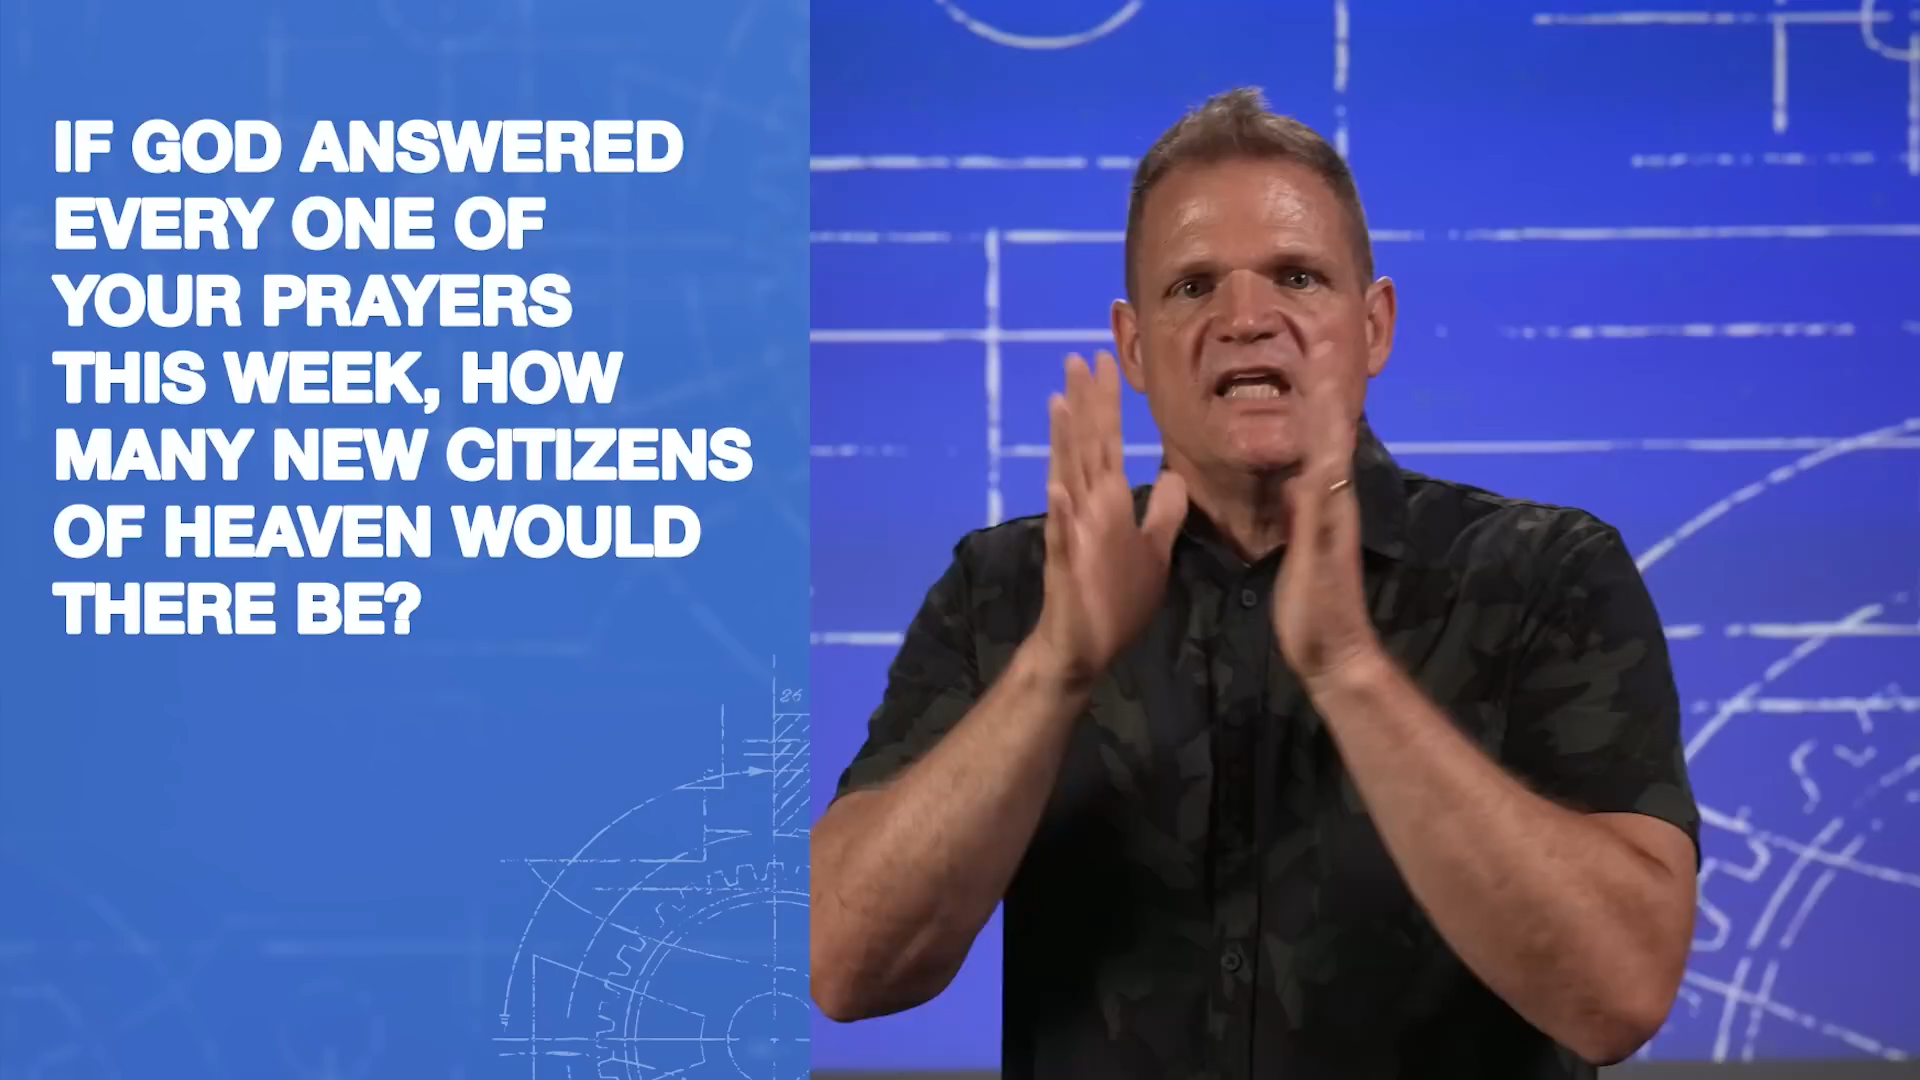 IF GOD ANSWERED
EVERY ONE OF
YOUR PRAYERS
THIS WEEK, HOW
MANY NEW CITIZENS
OF HEAVEN WOULD
THERE BE?
26